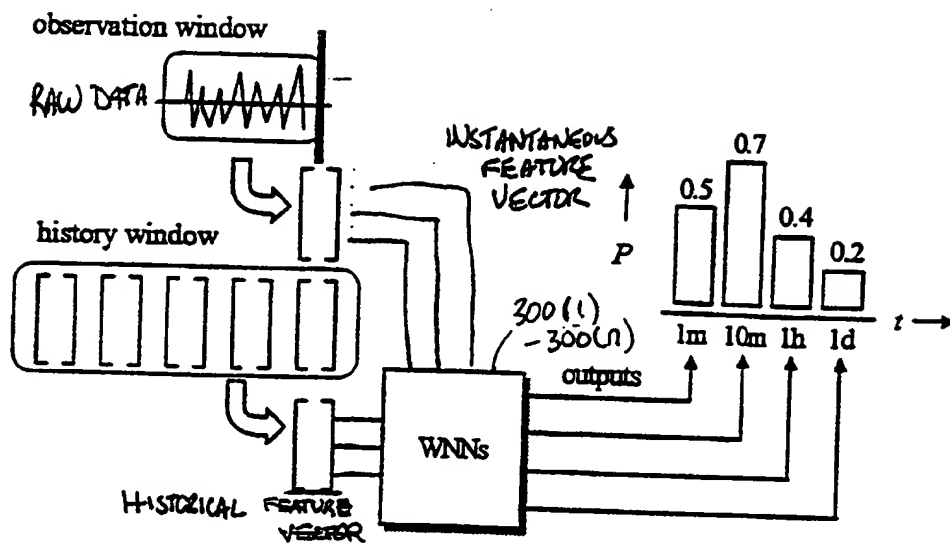 observation window
RAW DATA
INSTANTANEOUS
FEATURE
VECTOR
history window
P
0.5
0.7
0.4
0.2
t
1m 10m 1h 1d
300(1)
-300(n)
outputs
WNNs
HISTORICAL FEATURE
VECTOR